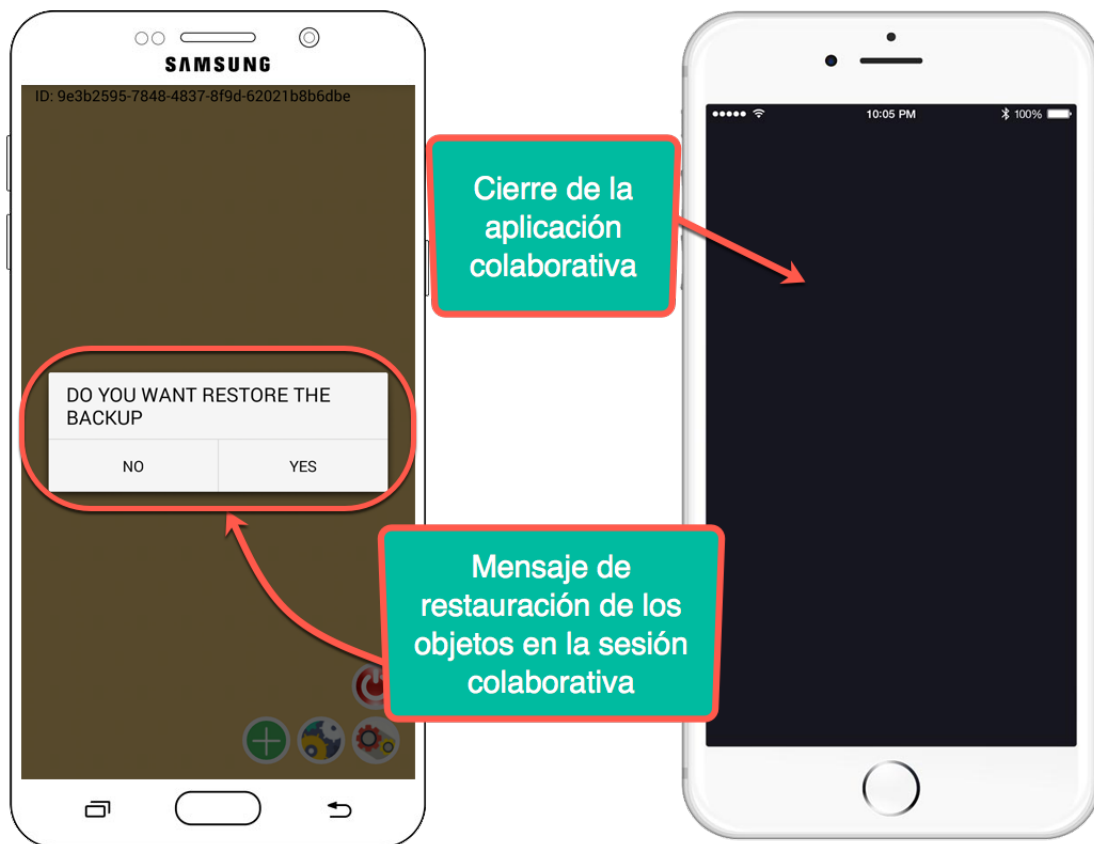 SAMSUNG
ID: 9e3b2595-7848-4837-8f9d-62021b8b6dbe
DO YOU WANT RESTORE THE
BACKUP
NO
YES
Cierre de la
aplicación
colaborativa
10:05 PM
100%
Mensaje de
restauración de los
objetos en la sesión
colaborativa